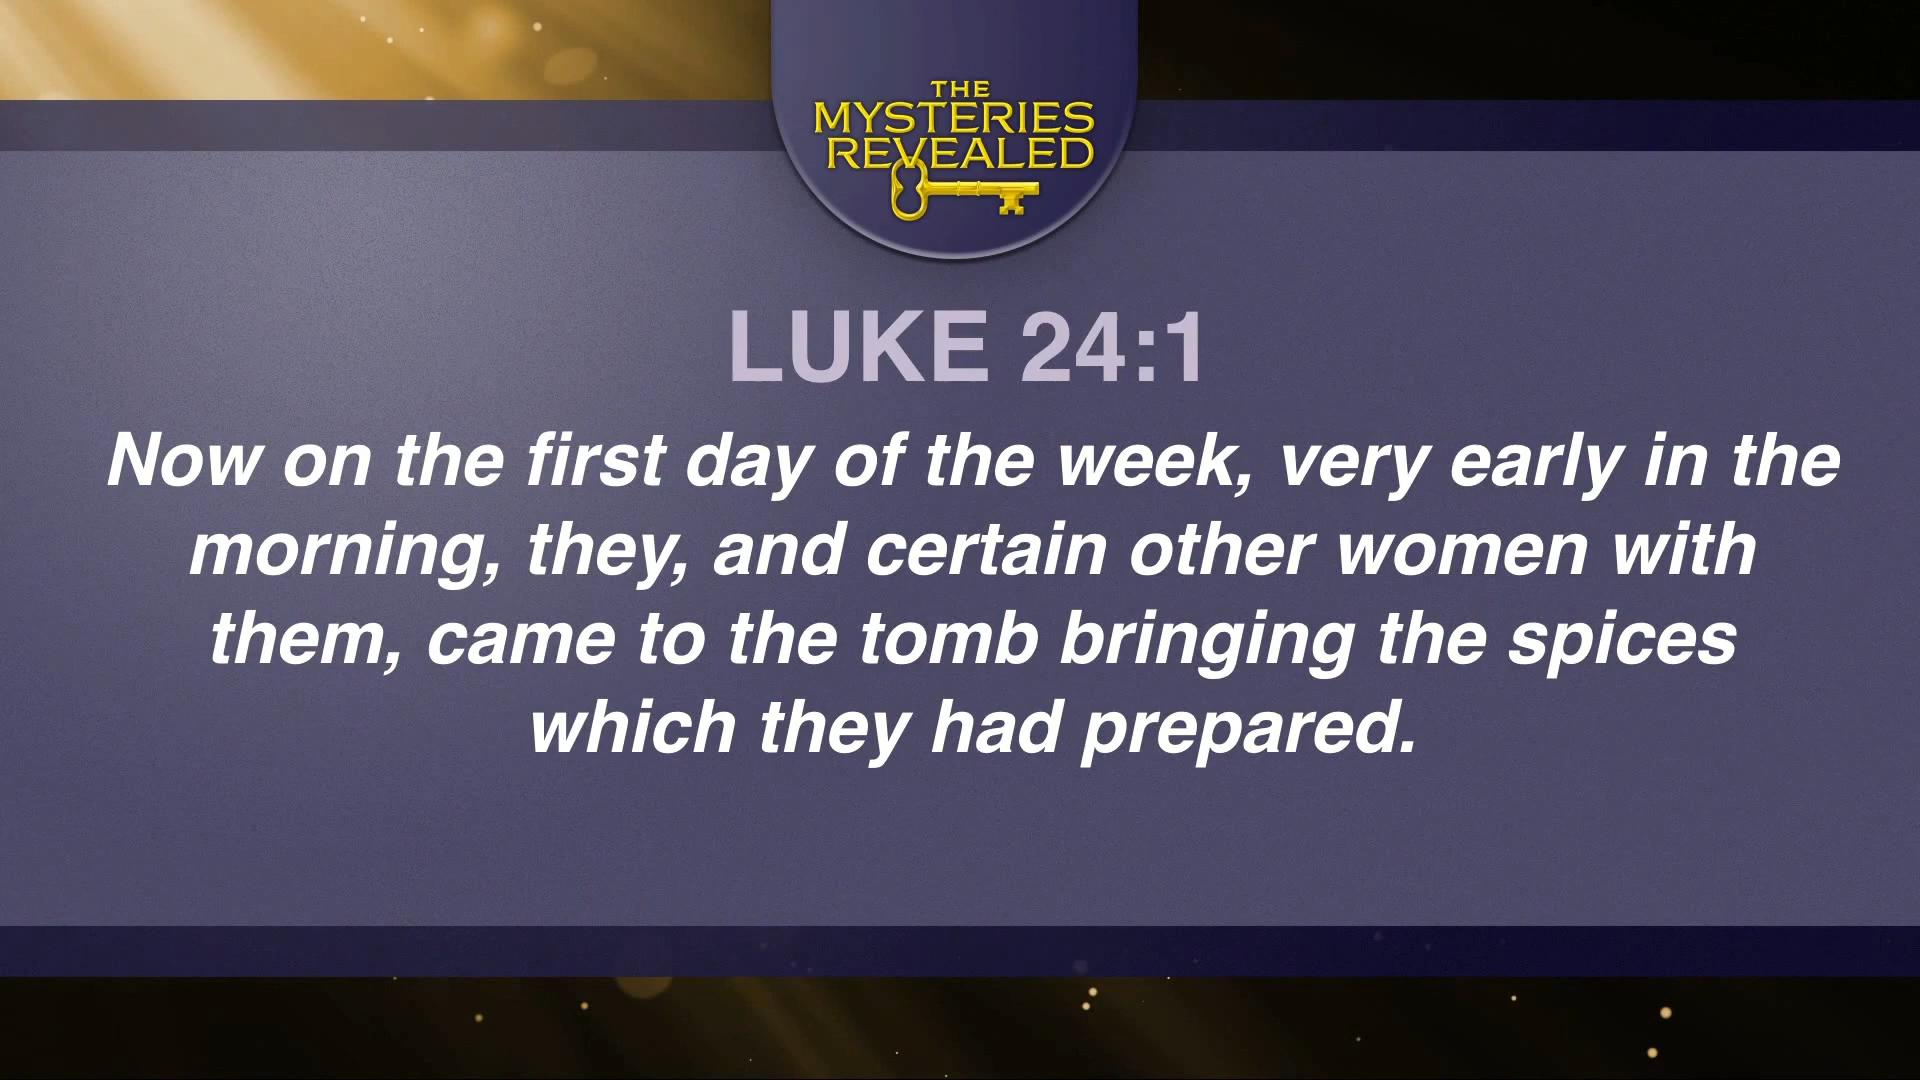 THE
MYSTERIES
REVEALED
LUKE 24:1
Now on the first day of the week, very early in the
morning, they, and certain other women with
them, came to the tomb bringing the spices
which they had prepared.